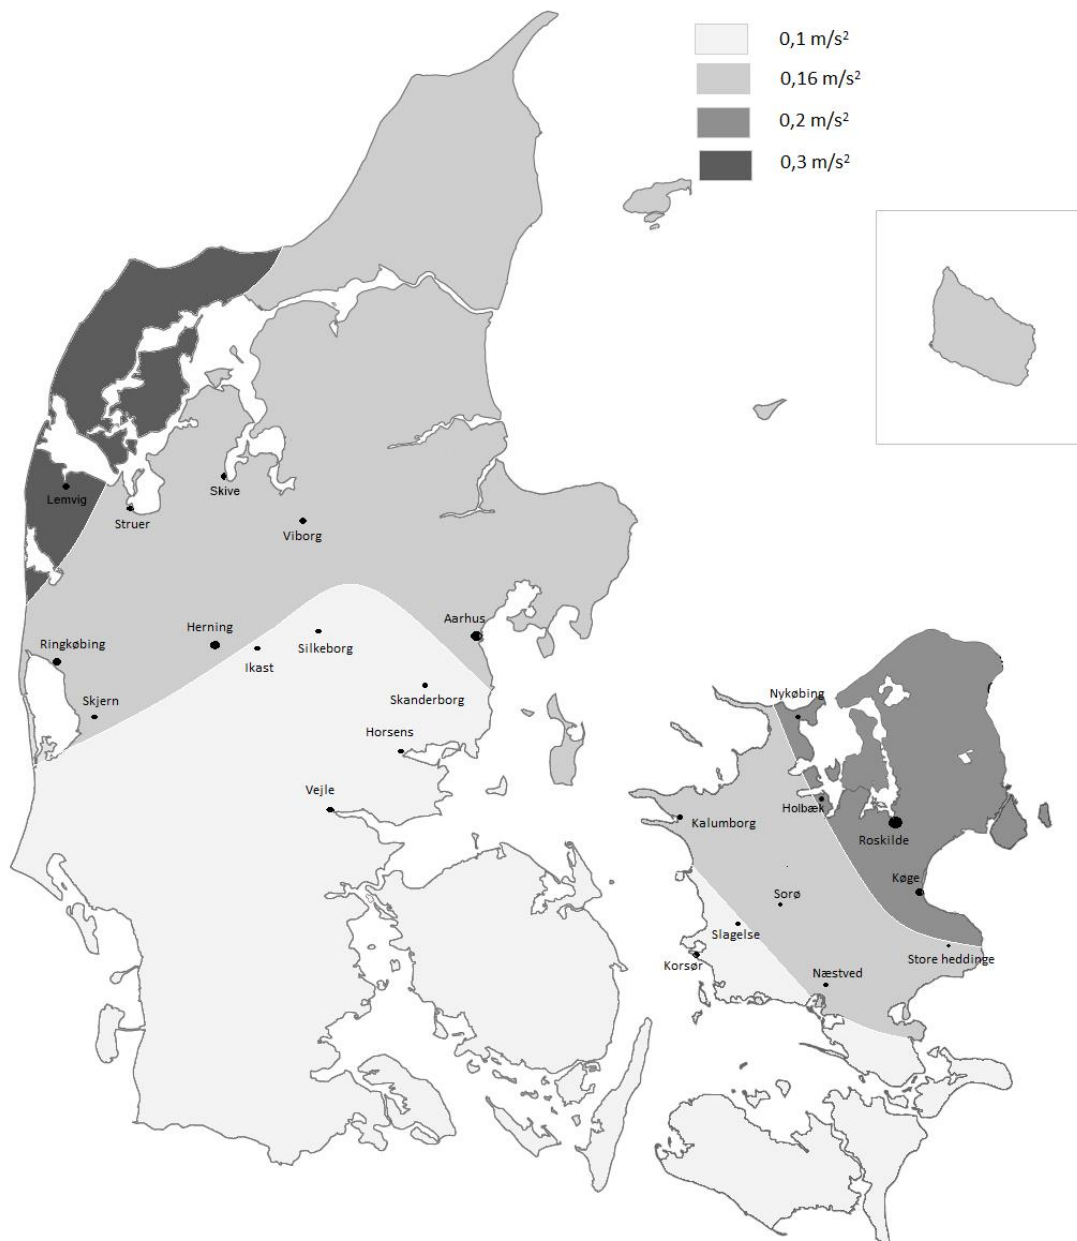 0,1 m/s²
0,16 m/s²
0,2 m/s²
0,3 m/s²
Lemvig
Skive
Struer
Viborg
Herning
Aarhus
Ringkøbing
Silkeborg
Ikast
Skjern
Skanderborg
Nykøbing
Horsens
Vejle
Holbæk
Kalumborg
Roskilde
Køge
Sorø
Slagelse
Store heddinge
Korsør
Næstved